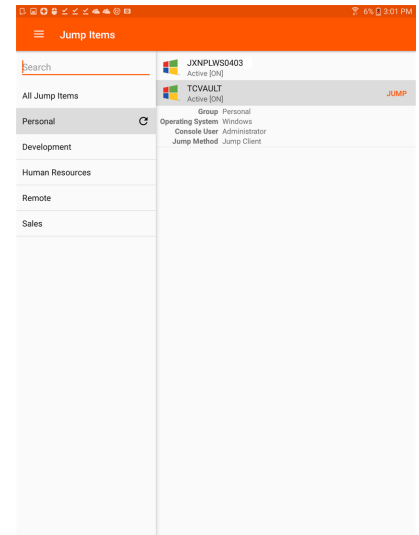 6% 3:01 PM
Jump Items
Search
All Jump Items
Personal
Development
Human Resources
Remote
Sales
JXNPLWS0403
Active [ON]
TCVAULT
Active [ON]
JUMP
Group Personal
Operating System Windows
Console User Administrator
Jump Method Jump Client